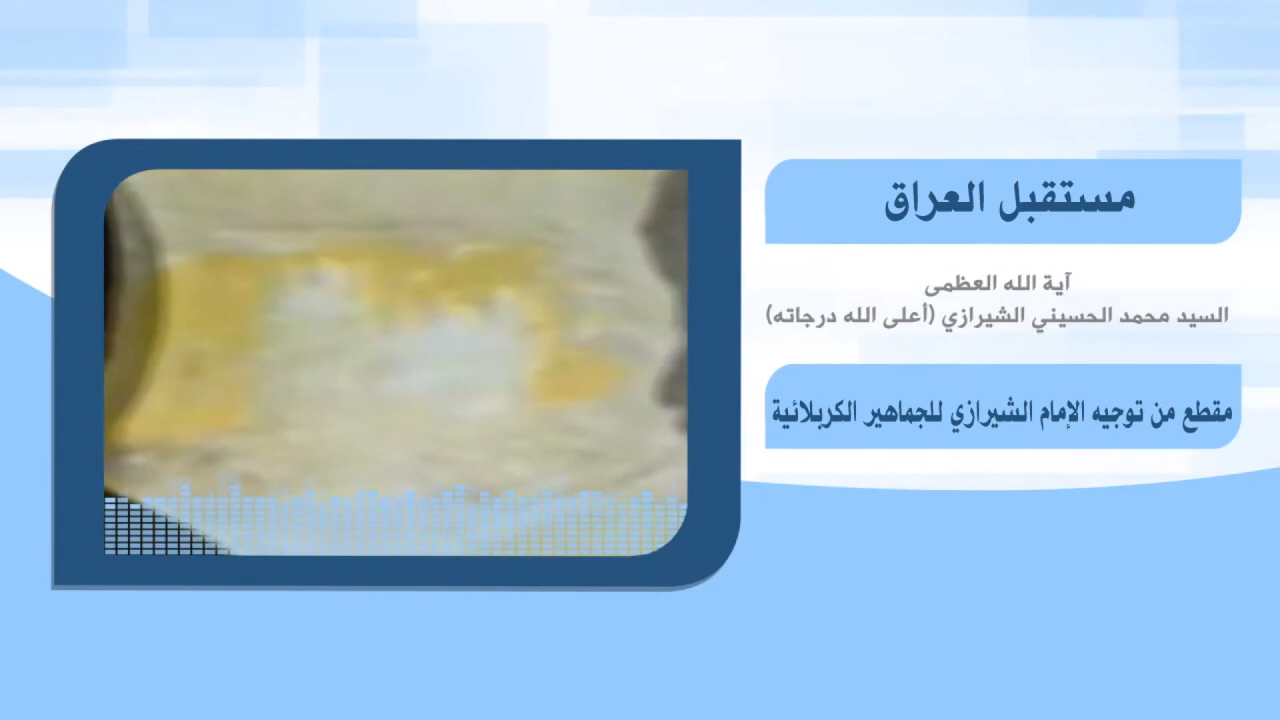 مستقبل العراق
آية الله العظمى
السيد محمد الحسيني الشيرازي (أعلى الله درجاته)
مقطع من توجيه الإمام الشيرازي للجماهير الكربلائية